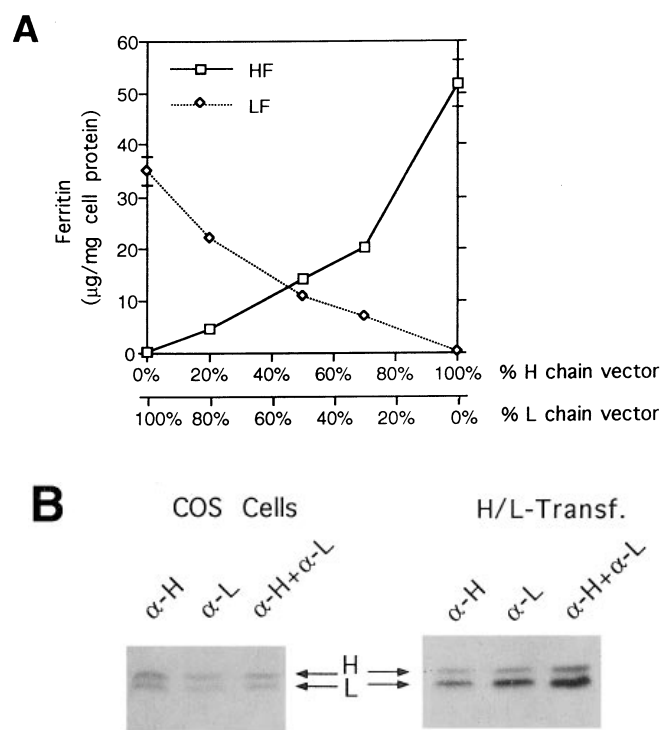 A
60
50
40
30
20
10
0
Ferritin
(μg/mg cell protein)
HF
LF
0% 20% 40% 60% 80% 100% % H chain vector
100% 80% 60% 40% 20% 0% % L chain vector
B
COS Cells H/L-Transf.
α-H α-L α-H+α-L α-H α-L α-H+α-L
H
L